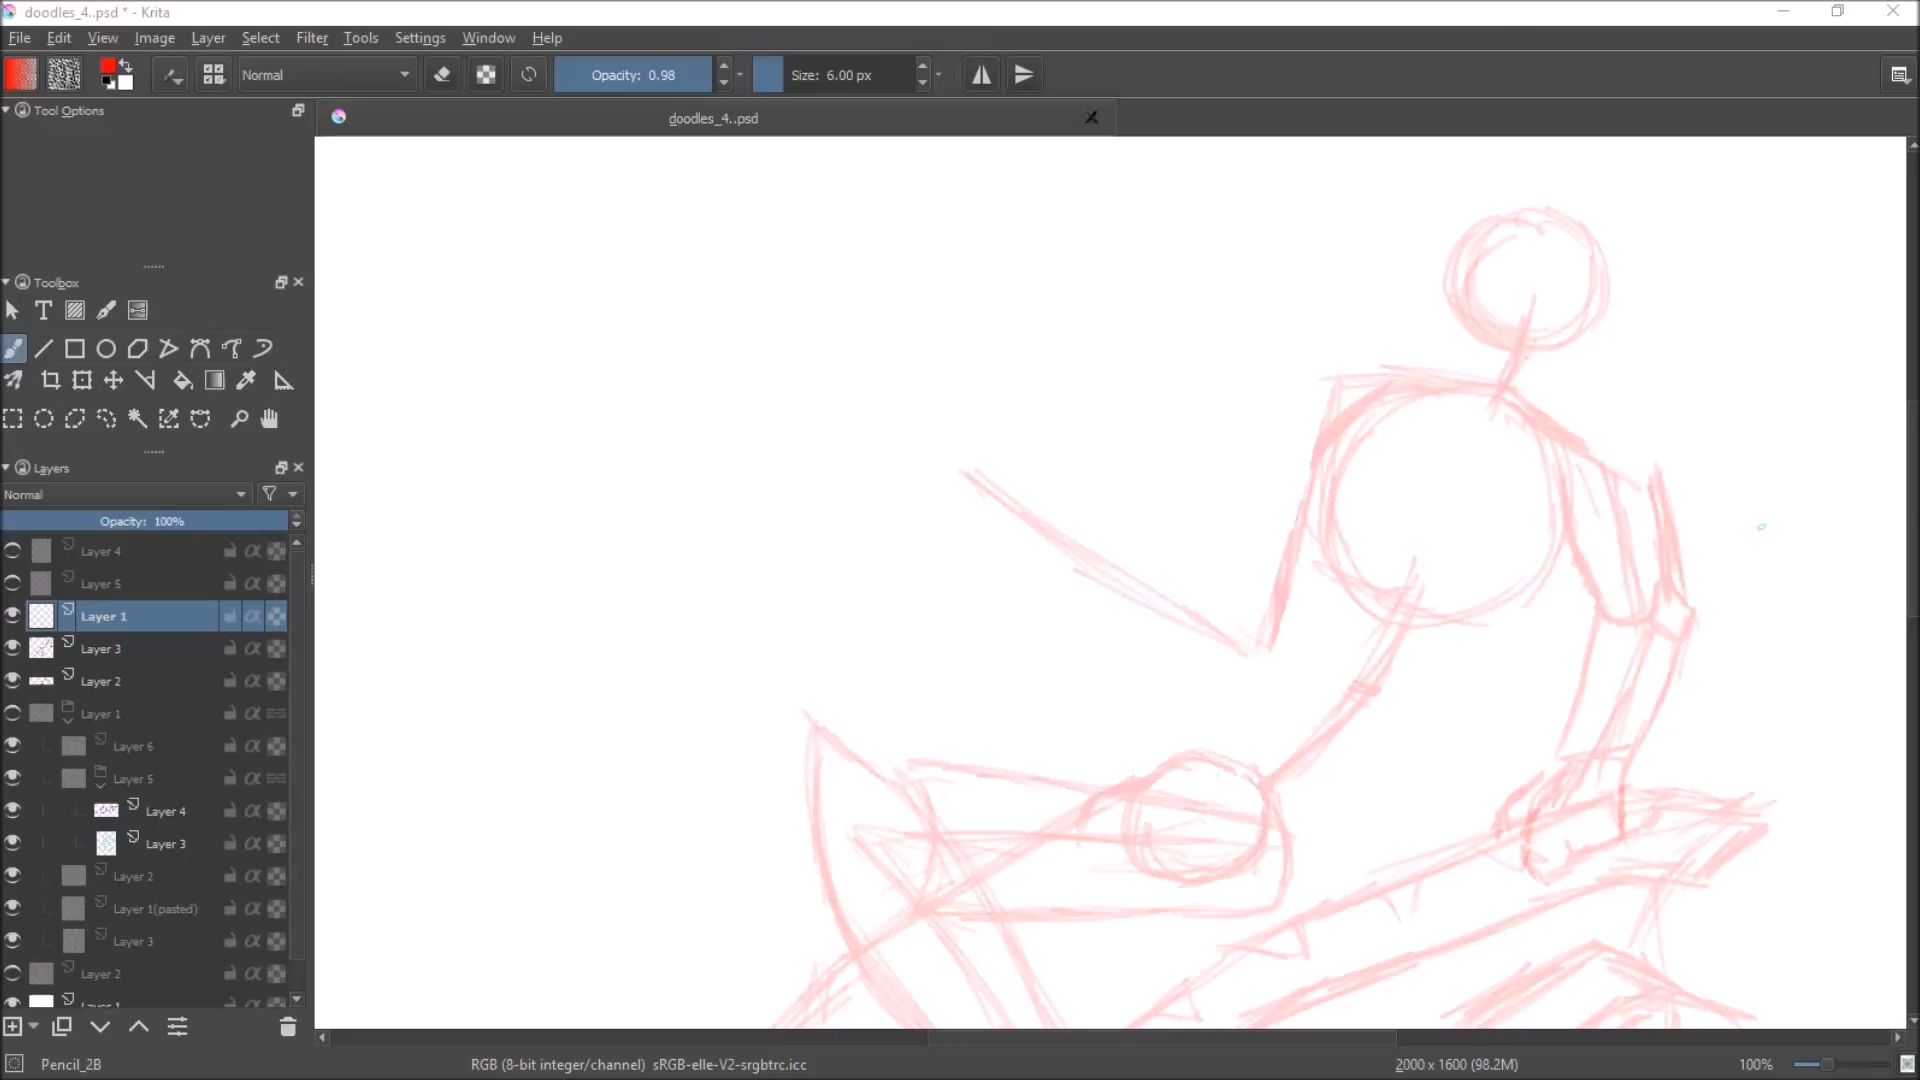 doodles_4..psd * - Krita
File Edit View Image Layer Select Filter Tools Settings Window Help
Normal Opacity: 0.98 Size: 6.00 px
Tool Options
doodles_4..psd
Toolbox
Layers
Normal
Opacity: 100%
Layer 4
Layer 5
Layer 1
Layer 3
Layer 2
Layer 1
Layer 6
Layer 5
Layer 4
Layer 3
Layer 2
Layer 1(pasted)
Layer 3
Layer 2
Layer 1
Pencil_2B RGB (8-bit integer/channel) sRGB-elle-V2-srgbtrc.icc 2000 x 1600 (98.2M) 100%